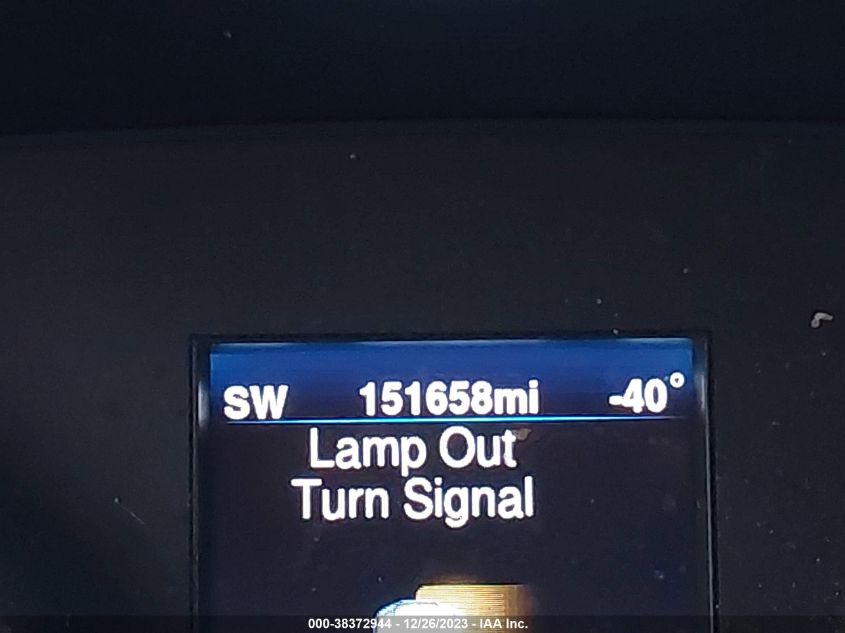 SW 151658mi -40°
Lamp Out
Turn Signal
000-38372944 - 12/26/2023 - IAA Inc.